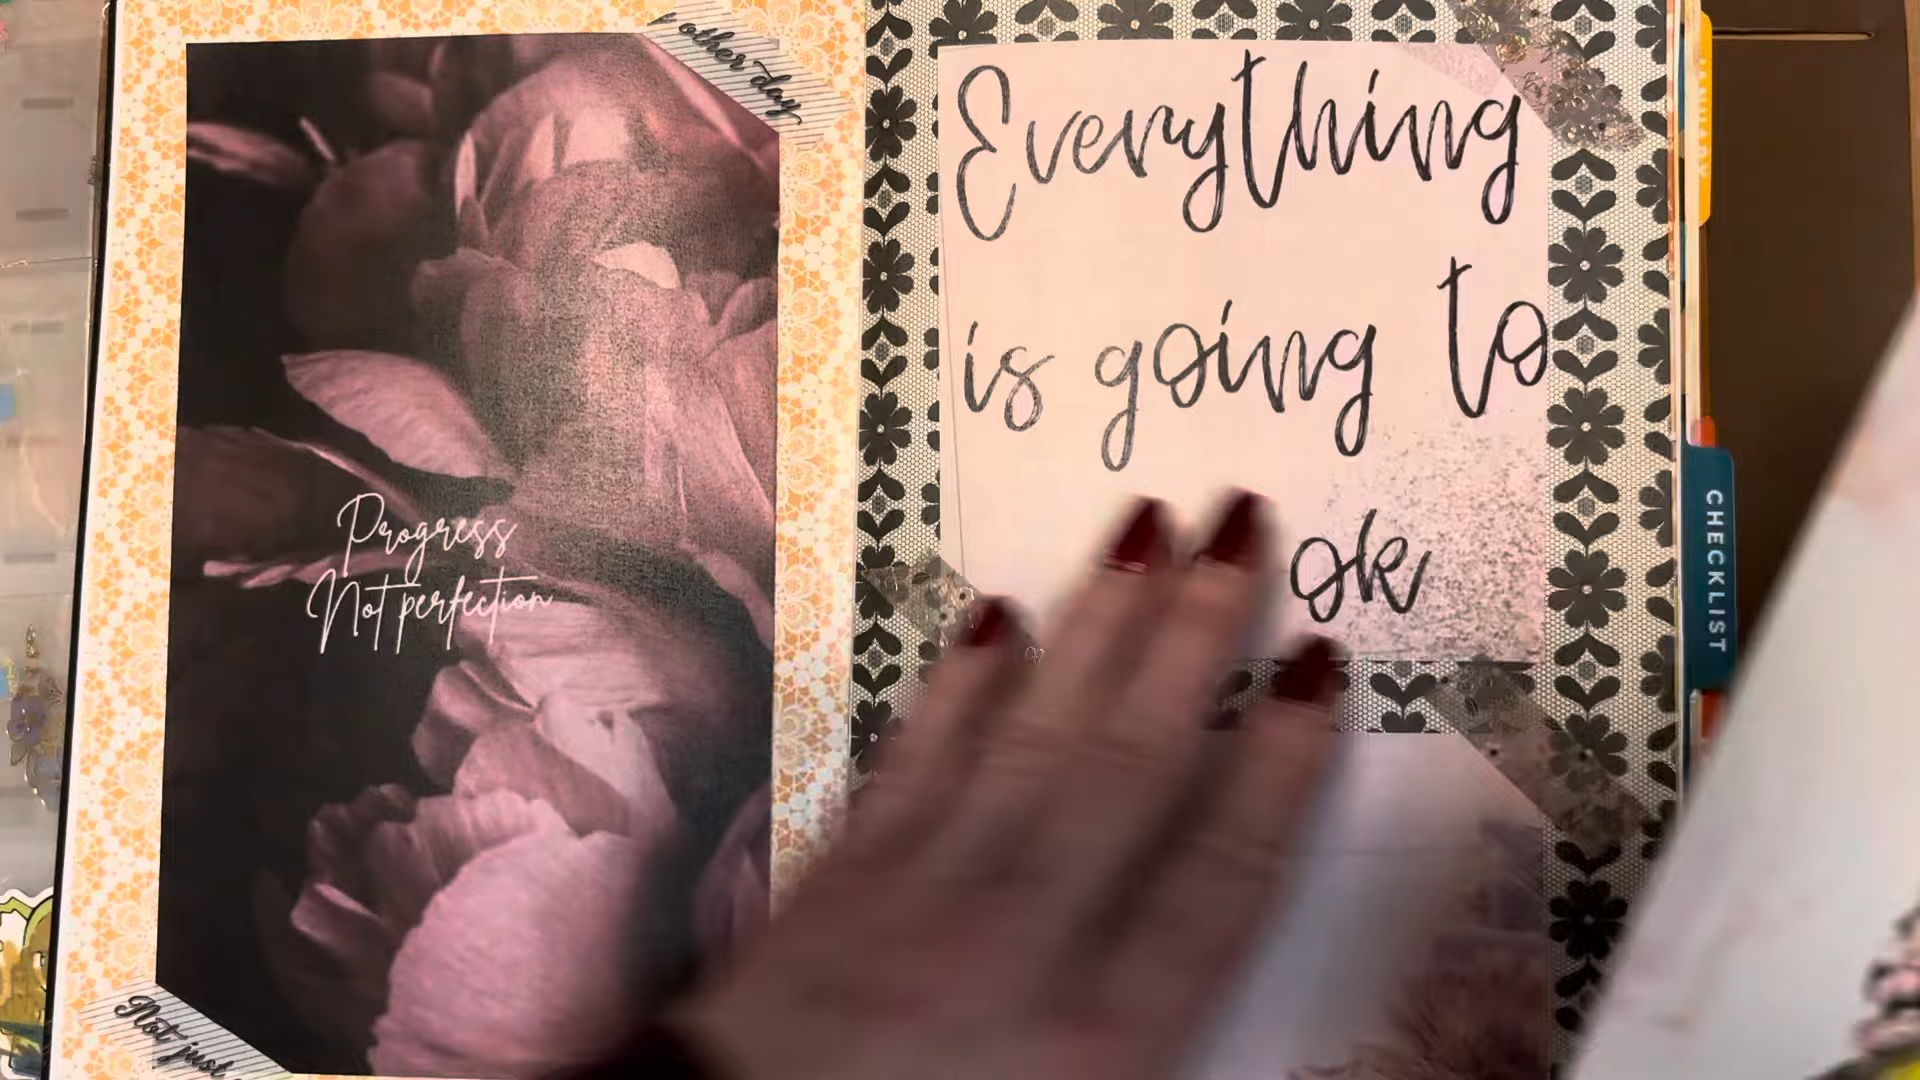 other day
Progress
Not perfection
Not just
Everything
is going to
ok
CHECKLIST